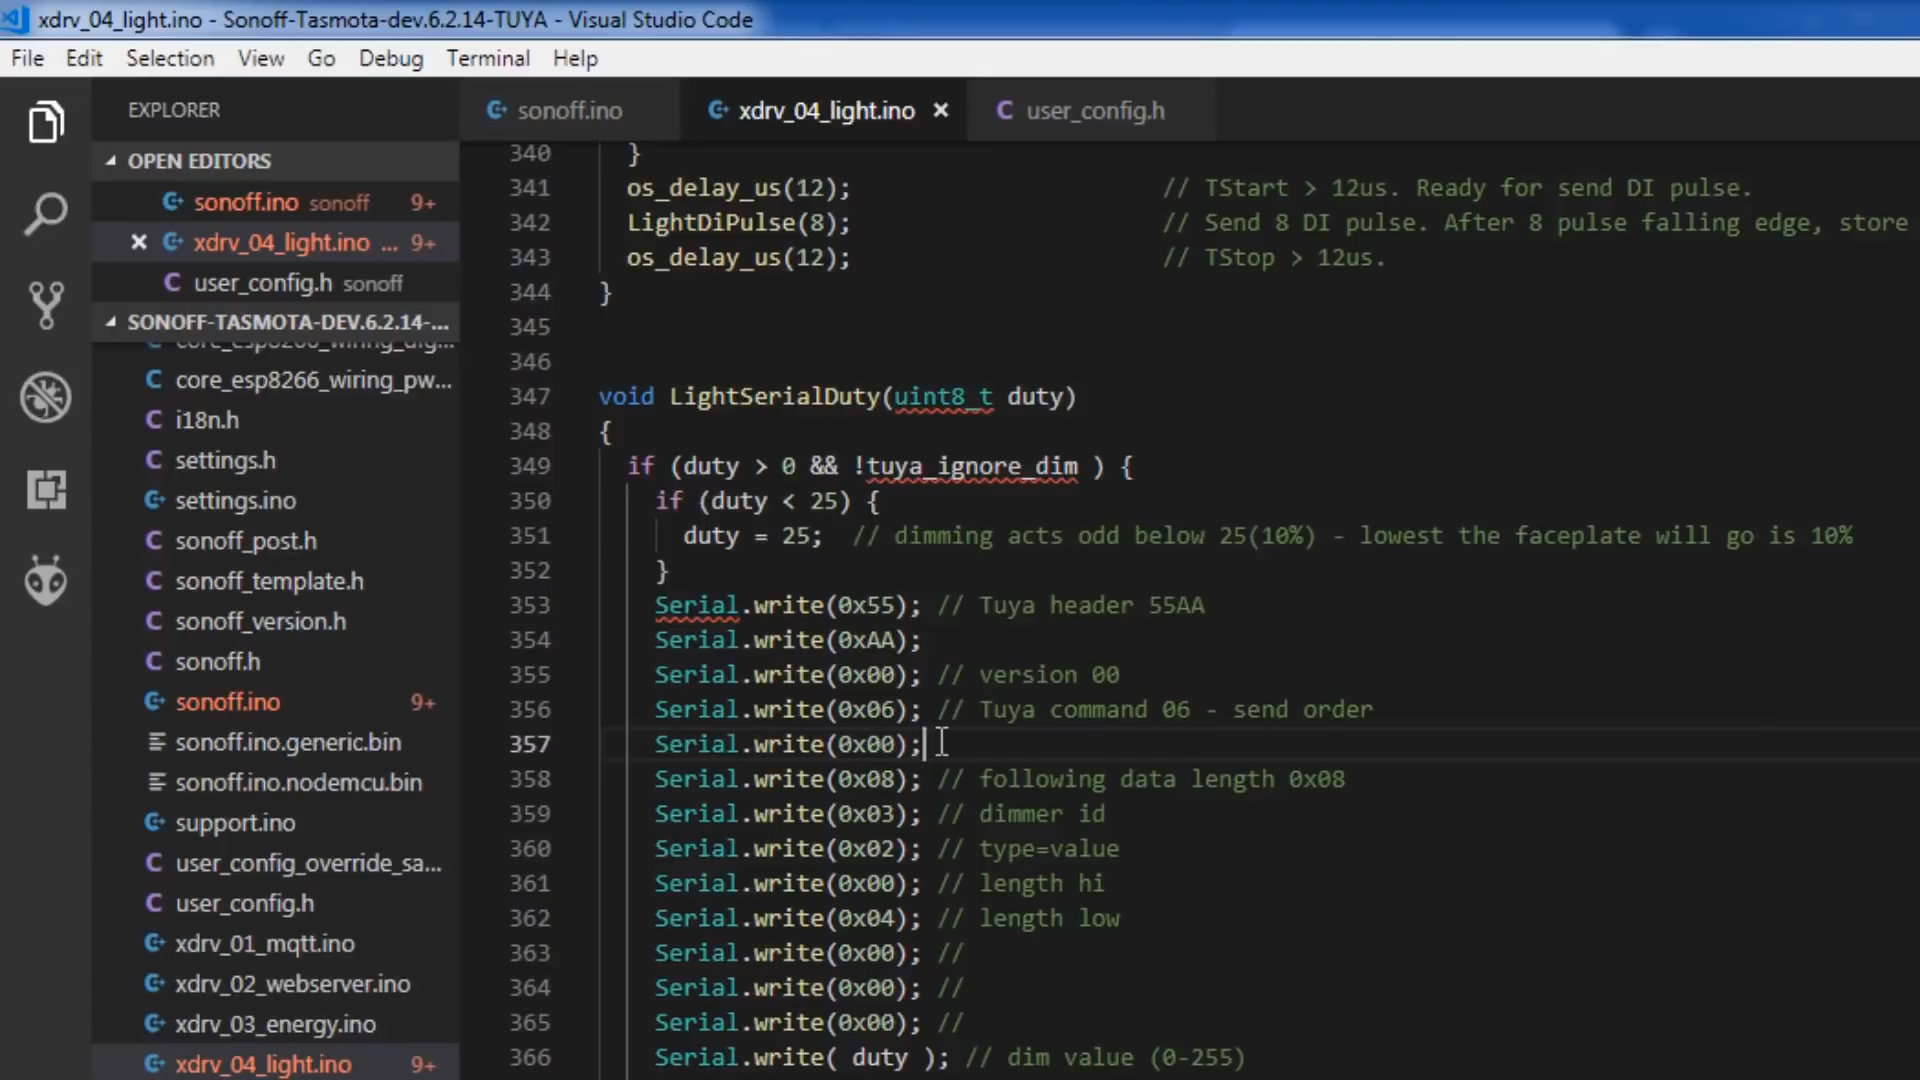 xdrv_04_light.ino - Sonoff-Tasmota-dev.6.2.14-TUYA - Visual Studio Code
File Edit Selection View Go Debug Terminal Help
EXPLORER
OPEN EDITORS
sonoff.ino sonoff 9+
xdrv_04_light.ino ... 9+
user_config.h sonoff
SONOFF-TASMOTA-DEV.6.2.14-...
core_esp8266_wiring_dig...
core_esp8266_wiring_pw...
i18n.h
settings.h
settings.ino
sonoff_post.h
sonoff_template.h
sonoff_version.h
sonoff.h
sonoff.ino 9+
sonoff.ino.generic.bin
sonoff.ino.nodemcu.bin
support.ino
user_config_override_sa...
user_config.h
xdrv_01_mqtt.ino
xdrv_02_webserver.ino
xdrv_03_energy.ino
xdrv_04_light.ino 9+
sonoff.ino xdrv_04_light.ino user_config.h
340 }
341 os_delay_us(12); // TStart > 12us. Ready for send DI pulse.
342 LightDiPulse(8); // Send 8 DI pulse. After 8 pulse falling edge, store
343 os_delay_us(12); // TStop > 12us.
344 }
345
346
347 void LightSerialDuty(uint8_t duty)
348 {
349 if (duty > 0 && !tuya_ignore_dim ) {
350 if (duty < 25) {
351 duty = 25; // dimming acts odd below 25(10%) - lowest the faceplate will go is 10%
352 }
353 Serial.write(0x55); // Tuya header 55AA
354 Serial.write(0xAA);
355 Serial.write(0x00); // version 00
356 Serial.write(0x06); // Tuya command 06 - send order
357 Serial.write(0x00);
358 Serial.write(0x08); // following data length 0x08
359 Serial.write(0x03); // dimmer id
360 Serial.write(0x02); // type=value
361 Serial.write(0x00); // length hi
362 Serial.write(0x04); // length low
363 Serial.write(0x00); //
364 Serial.write(0x00); //
365 Serial.write(0x00); //
366 Serial.write( duty ); // dim value (0-255)